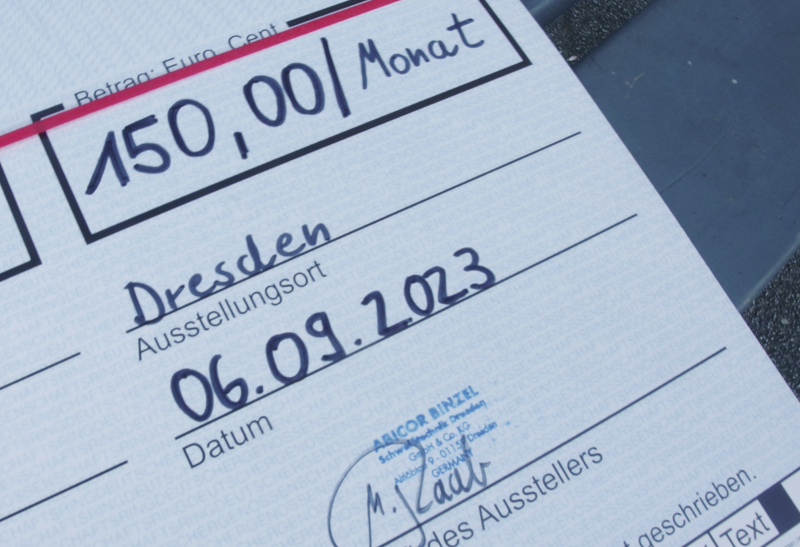 Betrag: Euro, Cent
150,00/Monat
Dresden
Ausstellungsort
06.09.2023
Datum
ABICOR BINZEL
Schweisstechnik Dresden
GmbH & Co. KG
Dresden
GERMANY
M.
des Ausstellers
geschrieben.
Text